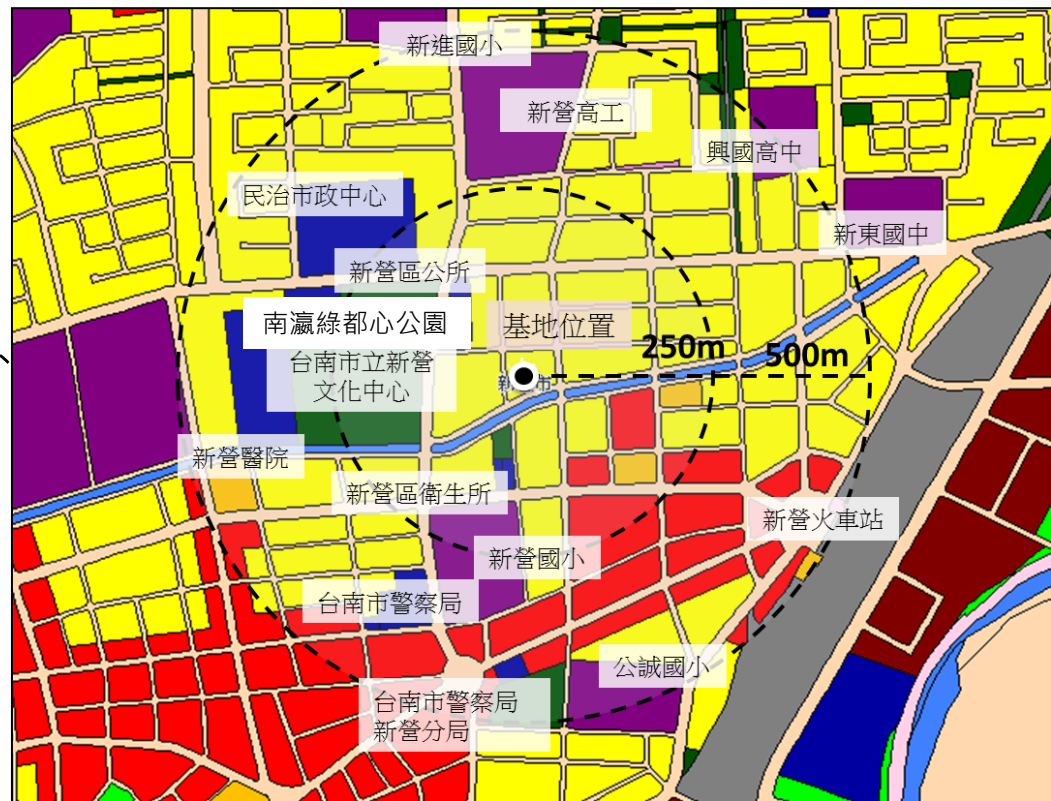 新進國小
新營高工
興國高中
民治市政中心
新東國中
新營區公所
南瀛綠都心公園
基地位置
250m
500m
台南市立新營
文化中心
新營醫院
新營區衛生所
新營火車站
新營國小
台南市警察局
公誠國小
台南市警察局
新營分局